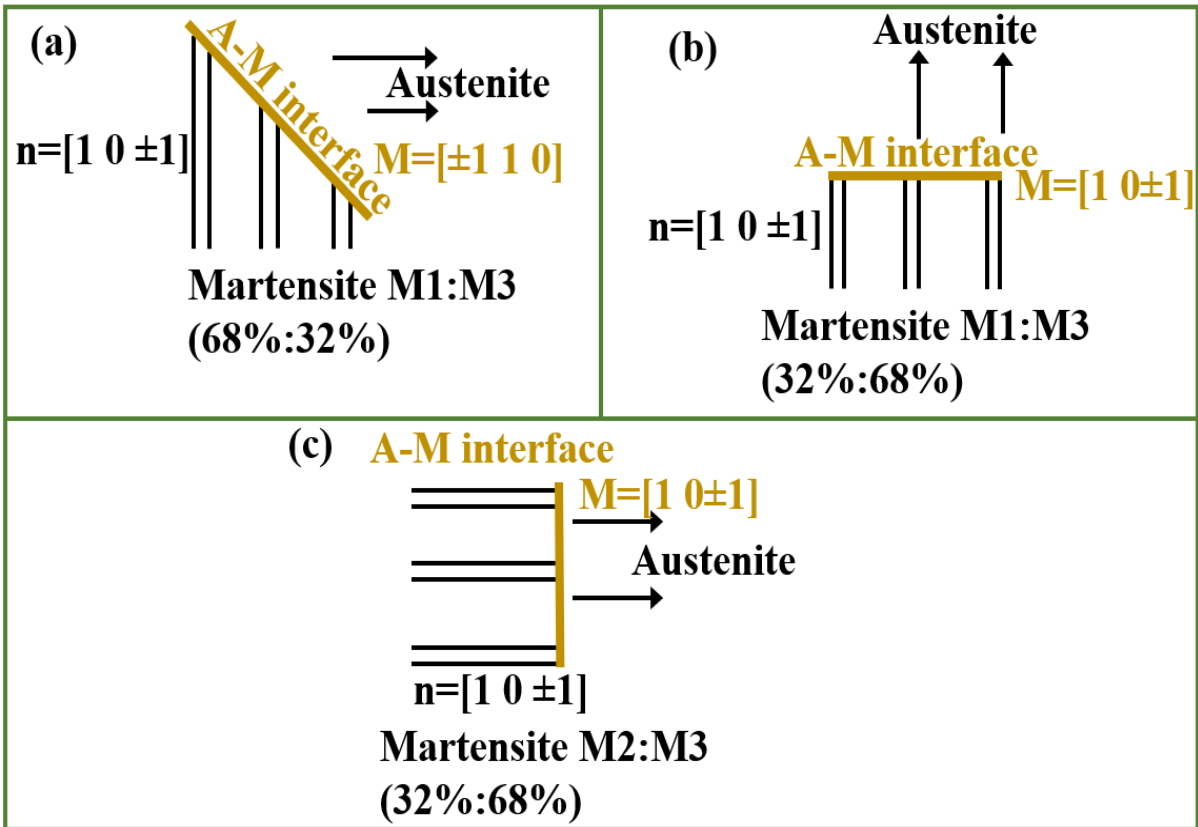 (a)
A-M interface
Austenite
n=[1 0 ±1]
M=[±1 1 0]
Martensite M1:M3
(68%:32%)
(b)
Austenite
A-M interface
M=[1 0±1]
n=[1 0 ±1]
Martensite M1:M3
(32%:68%)
(c)
A-M interface
M=[1 0±1]
Austenite
n=[1 0 ±1]
Martensite M2:M3
(32%:68%)